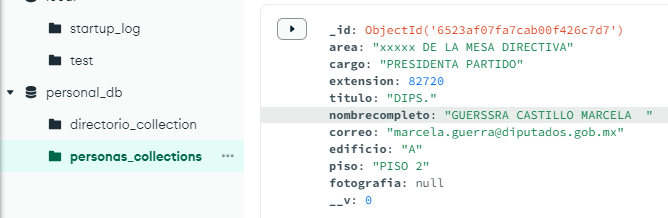 local
startup_log
test
personal_db
directorio_collection
personas_collections
_id: ObjectId('6523af07fa7cab00f426c7d7')
area: "xxxxx DE LA MESA DIRECTIVA"
cargo: "PRESIDENTA PARTIDO"
extension: 82720
titulo: "DIPS."
nombrecompleto: "GUERSSRA CASTILLO MARCELA  "
correo: "marcela.guerra@diputados.gob.mx"
edificio: "A"
piso: "PISO 2"
fotografia: null
__v: 0